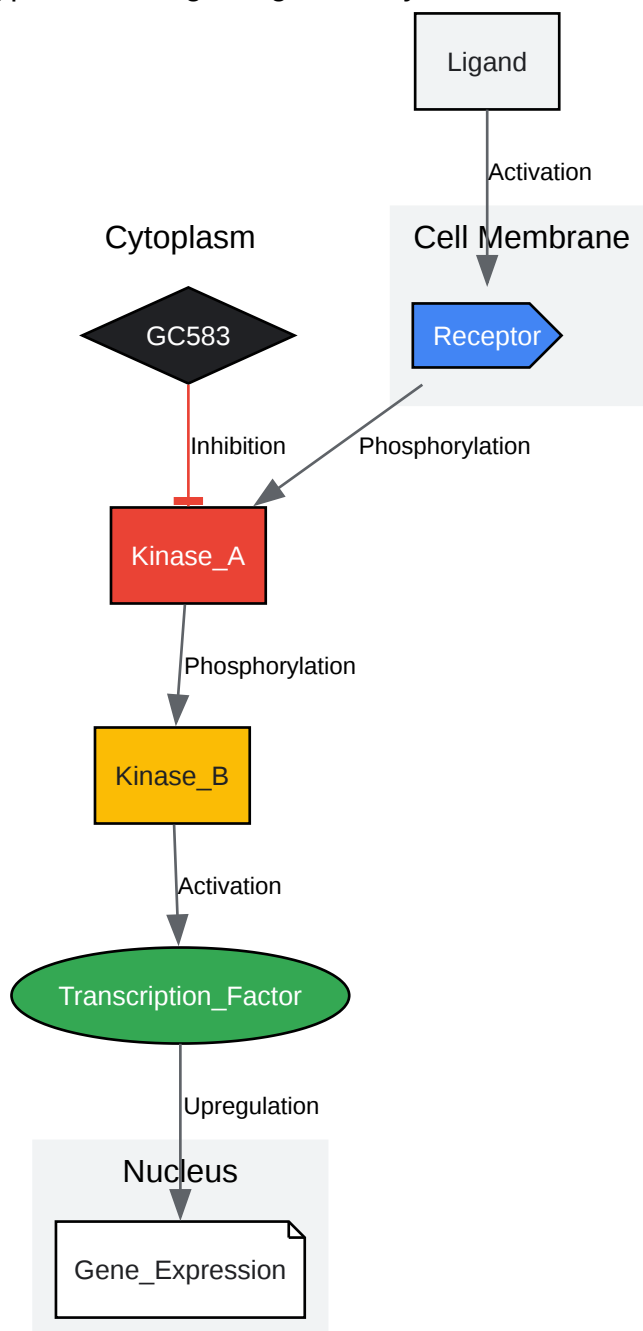 Ligand
Activation
Cytoplasm
Cell Membrane
GC583
Receptor
Inhibition
Phosphorylation
Kinase_A
Phosphorylation
Kinase_B
Activation
Transcription_Factor
Upregulation
Nucleus
Gene_Expression